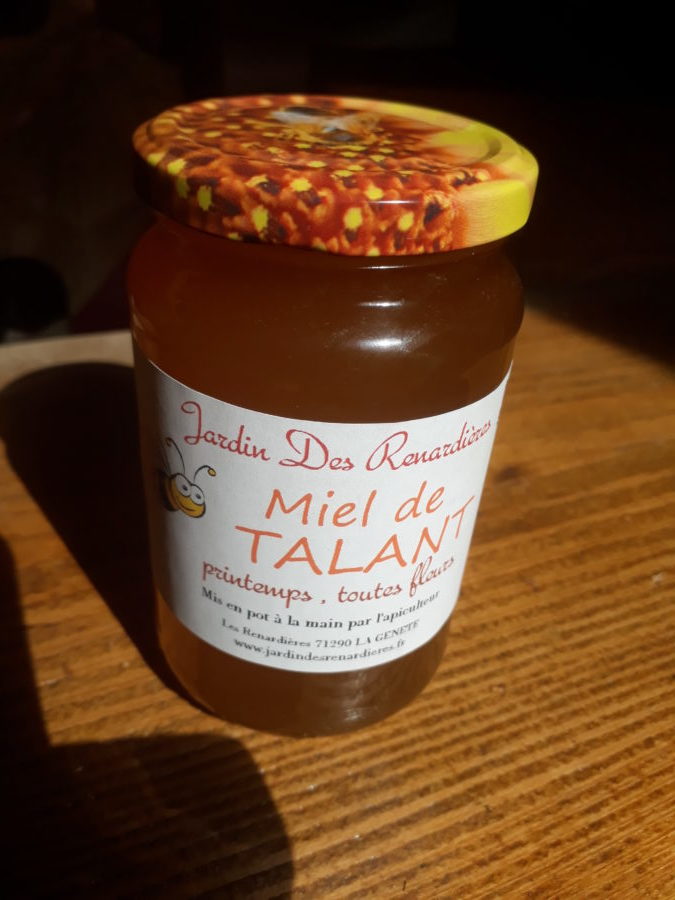 Jardin Des Renardières
Miel de
TALANT
printemps, toutes fleurs
Mis en pot à la main par l'apiculteur
Les Renardières 71290 LA GENETE
www.jardindesrenardieres.fr